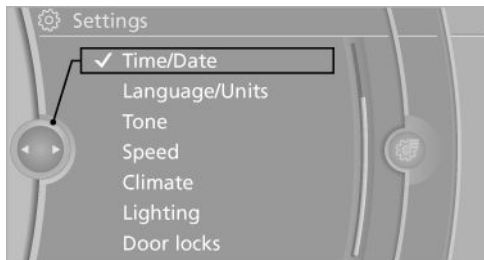 Settings
Time/Date
Language/Units
Tone
Speed
Climate
Lighting
Door locks